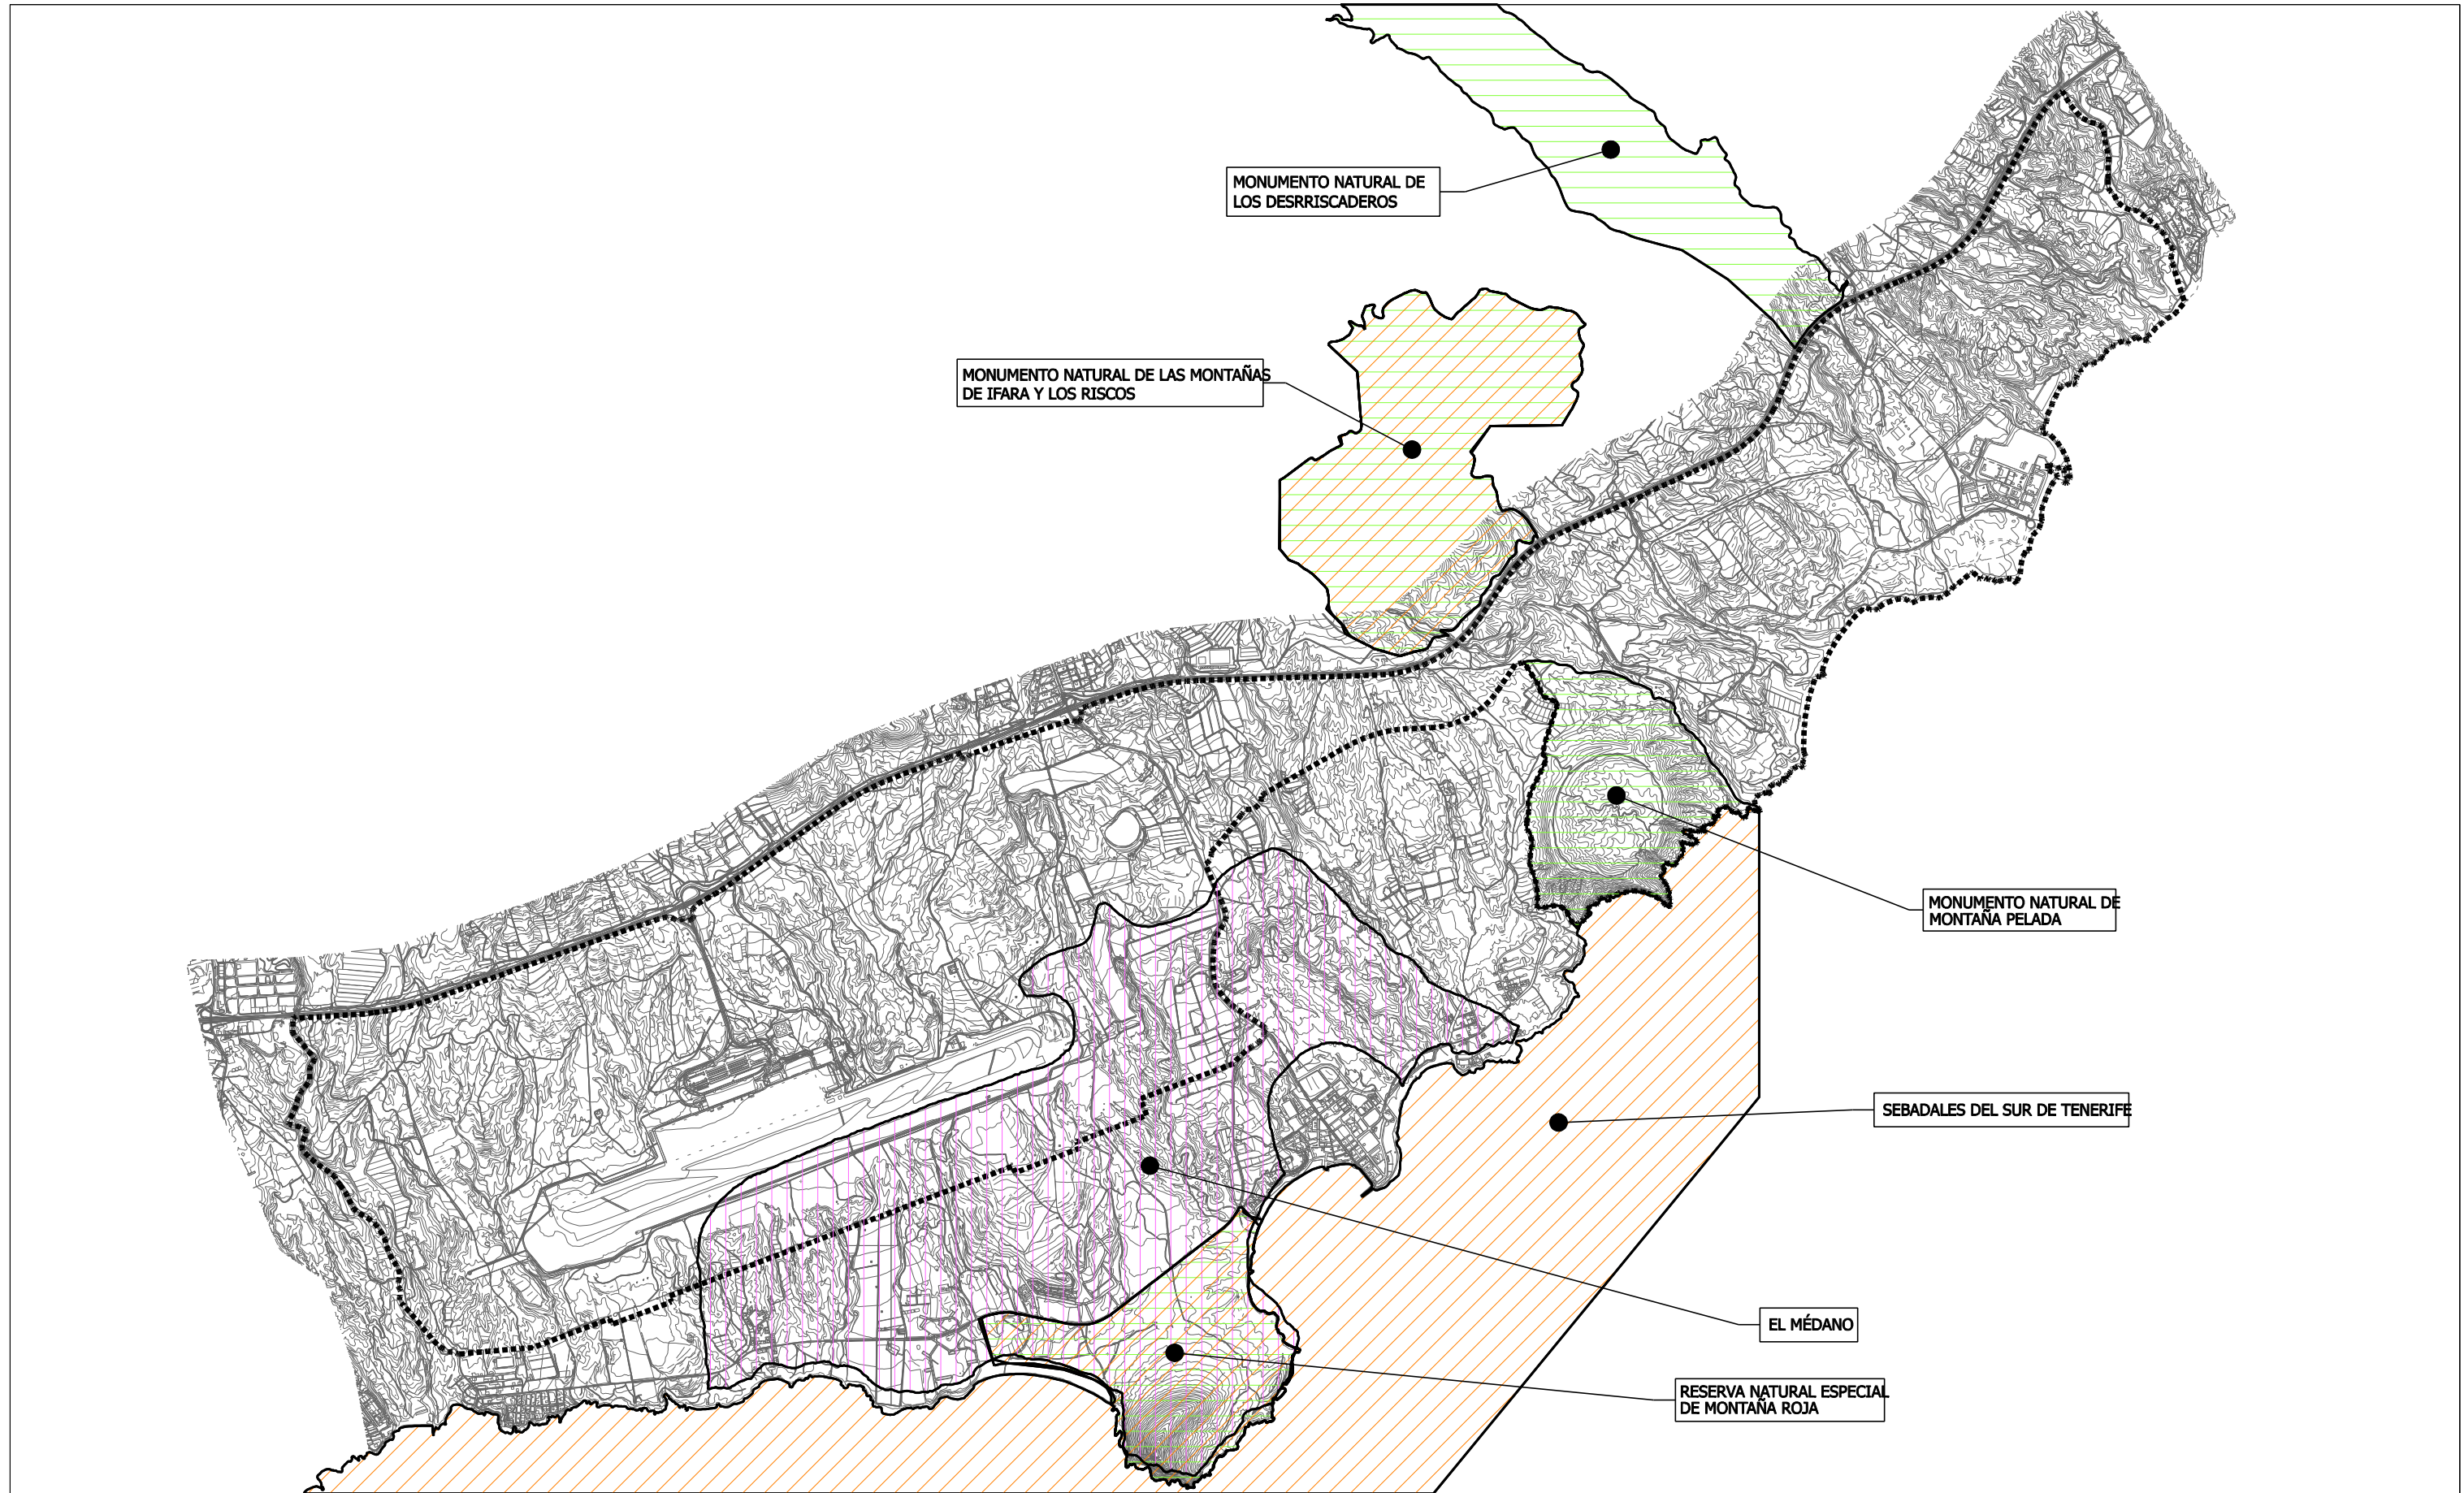 MONUMENTO NATURAL DE
LOS DESRRISCADEROS
MONUMENTO NATURAL DE LAS MONTAÑAS
DE IFARA Y LOS RISCOS
MONUMENTO NATURAL DE
MONTAÑA PELADA
SEBADALES DEL SUR DE TENERIFE
EL MÉDANO
RESERVA NATURAL ESPECIAL
DE MONTAÑA ROJA